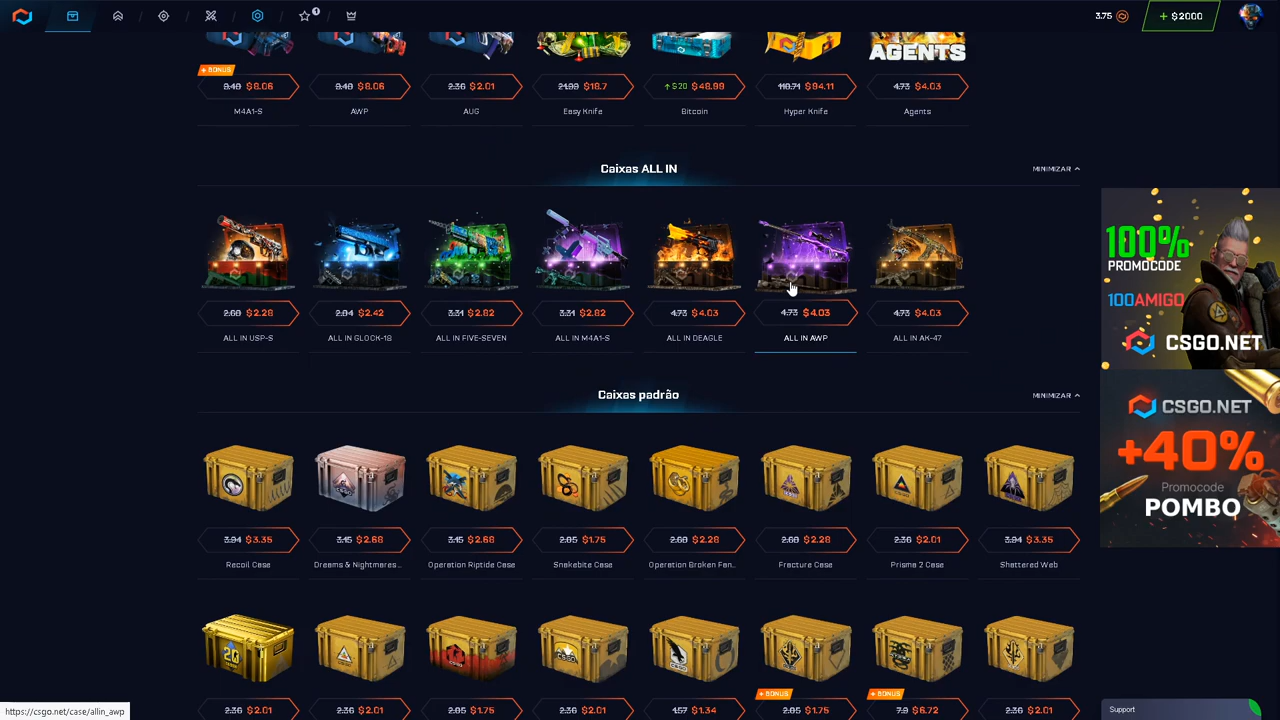 1
3.75
+ $2000
AGENTS
+ BONUS
9.48 $8.06
9.48 $8.06
2.36 $2.01
21.99 $18.7
$20 $48.99
110.71 $94.11
4.73 $4.03
M4A1-S
AWP
AUG
Easy Knife
Bitcoin
Hyper Knife
Agents
Caixas ALL IN
MINIMIZAR
2.68 $2.28
2.84 $2.42
3.31 $2.82
3.31 $2.82
4.73 $4.03
4.73 $4.03
4.73 $4.03
ALL IN USP-S
ALL IN GLOCK-18
ALL IN FIVE-SEVEN
ALL IN M4A1-S
ALL IN DEAGLE
ALL IN AWP
ALL IN AK-47
100%
PROMOCODE
100AMIGO
CSGO.NET
Caixas padrão
MINIMIZAR
CSGO.NET
+40%
Promocode
POMBO
3.94 $3.35
3.15 $2.68
3.15 $2.68
2.05 $1.75
2.68 $2.28
2.68 $2.28
2.36 $2.01
3.94 $3.35
Recoil Case
Dreams & Nightmares...
Operation Riptide Case
Snakebite Case
Operation Broken Fan...
Fracture Case
Prisma 2 Case
Shattered Web
+ BONUS
+ BONUS
2.36 $2.01
2.36 $2.01
2.05 $1.75
2.36 $2.01
1.57 $1.34
2.05 $1.75
7.9 $6.72
2.36 $2.01
https://csgo.net/case/allin_awp
Support